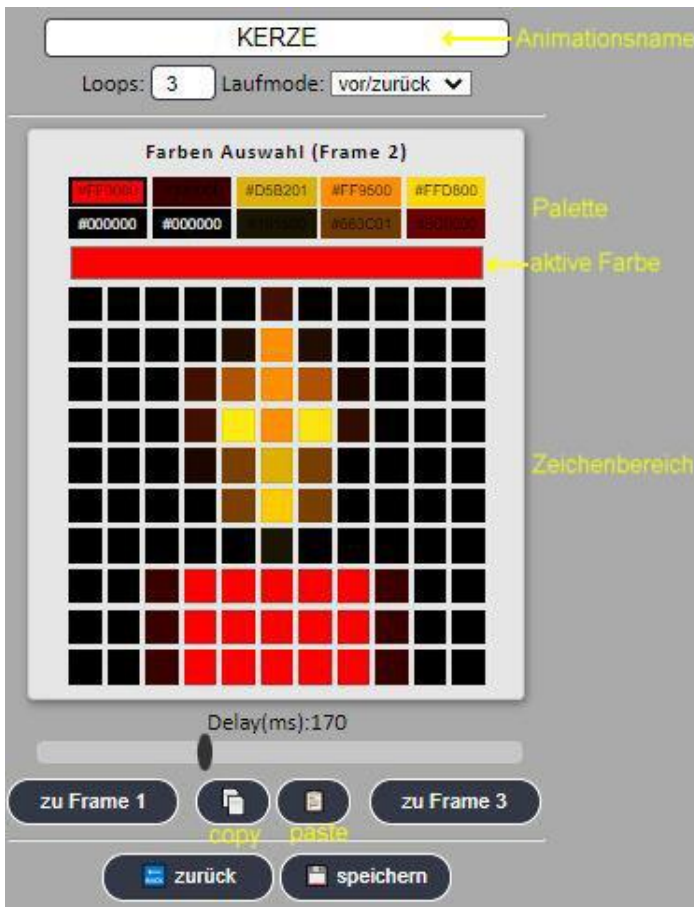 KERZE
Animationsname
Loops: 3 Laufmode: vor/zurück
Farben Auswahl (Frame 2)
#D5B201 #FF9500 #FFD800
#000000 #000000 #663C01
Palette
aktive Farbe
Zeichenbereich
Delay(ms):170
zu Frame 1 zu Frame 3
copy paste
zurück speichern